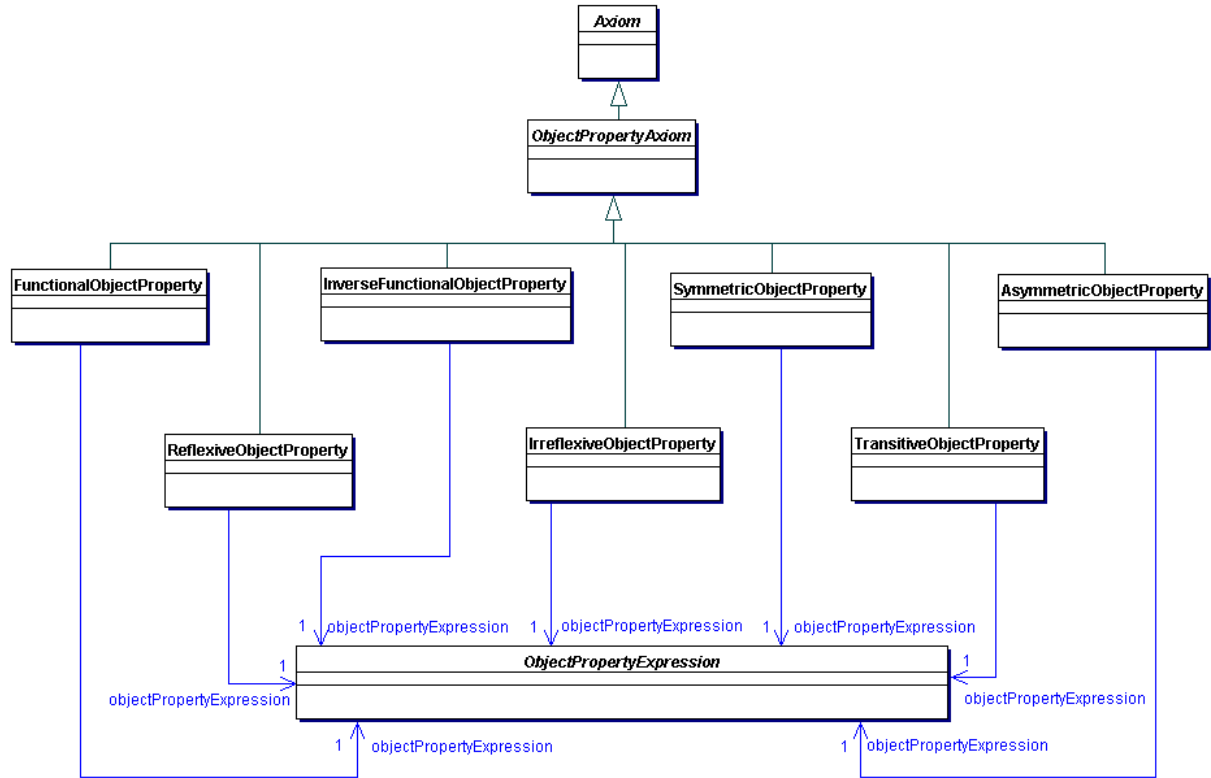 Axiom
ObjectPropertyAxiom
FunctionalObjectProperty
InverseFunctionalObjectProperty
SymmetricObjectProperty
AsymmetricObjectProperty
ReflexiveObjectProperty
IrreflexiveObjectProperty
TransitiveObjectProperty
1 objectPropertyExpression
1 objectPropertyExpression
1 objectPropertyExpression
ObjectPropertyExpression
1
objectPropertyExpression
1
objectPropertyExpression
1 objectPropertyExpression
1 objectPropertyExpression